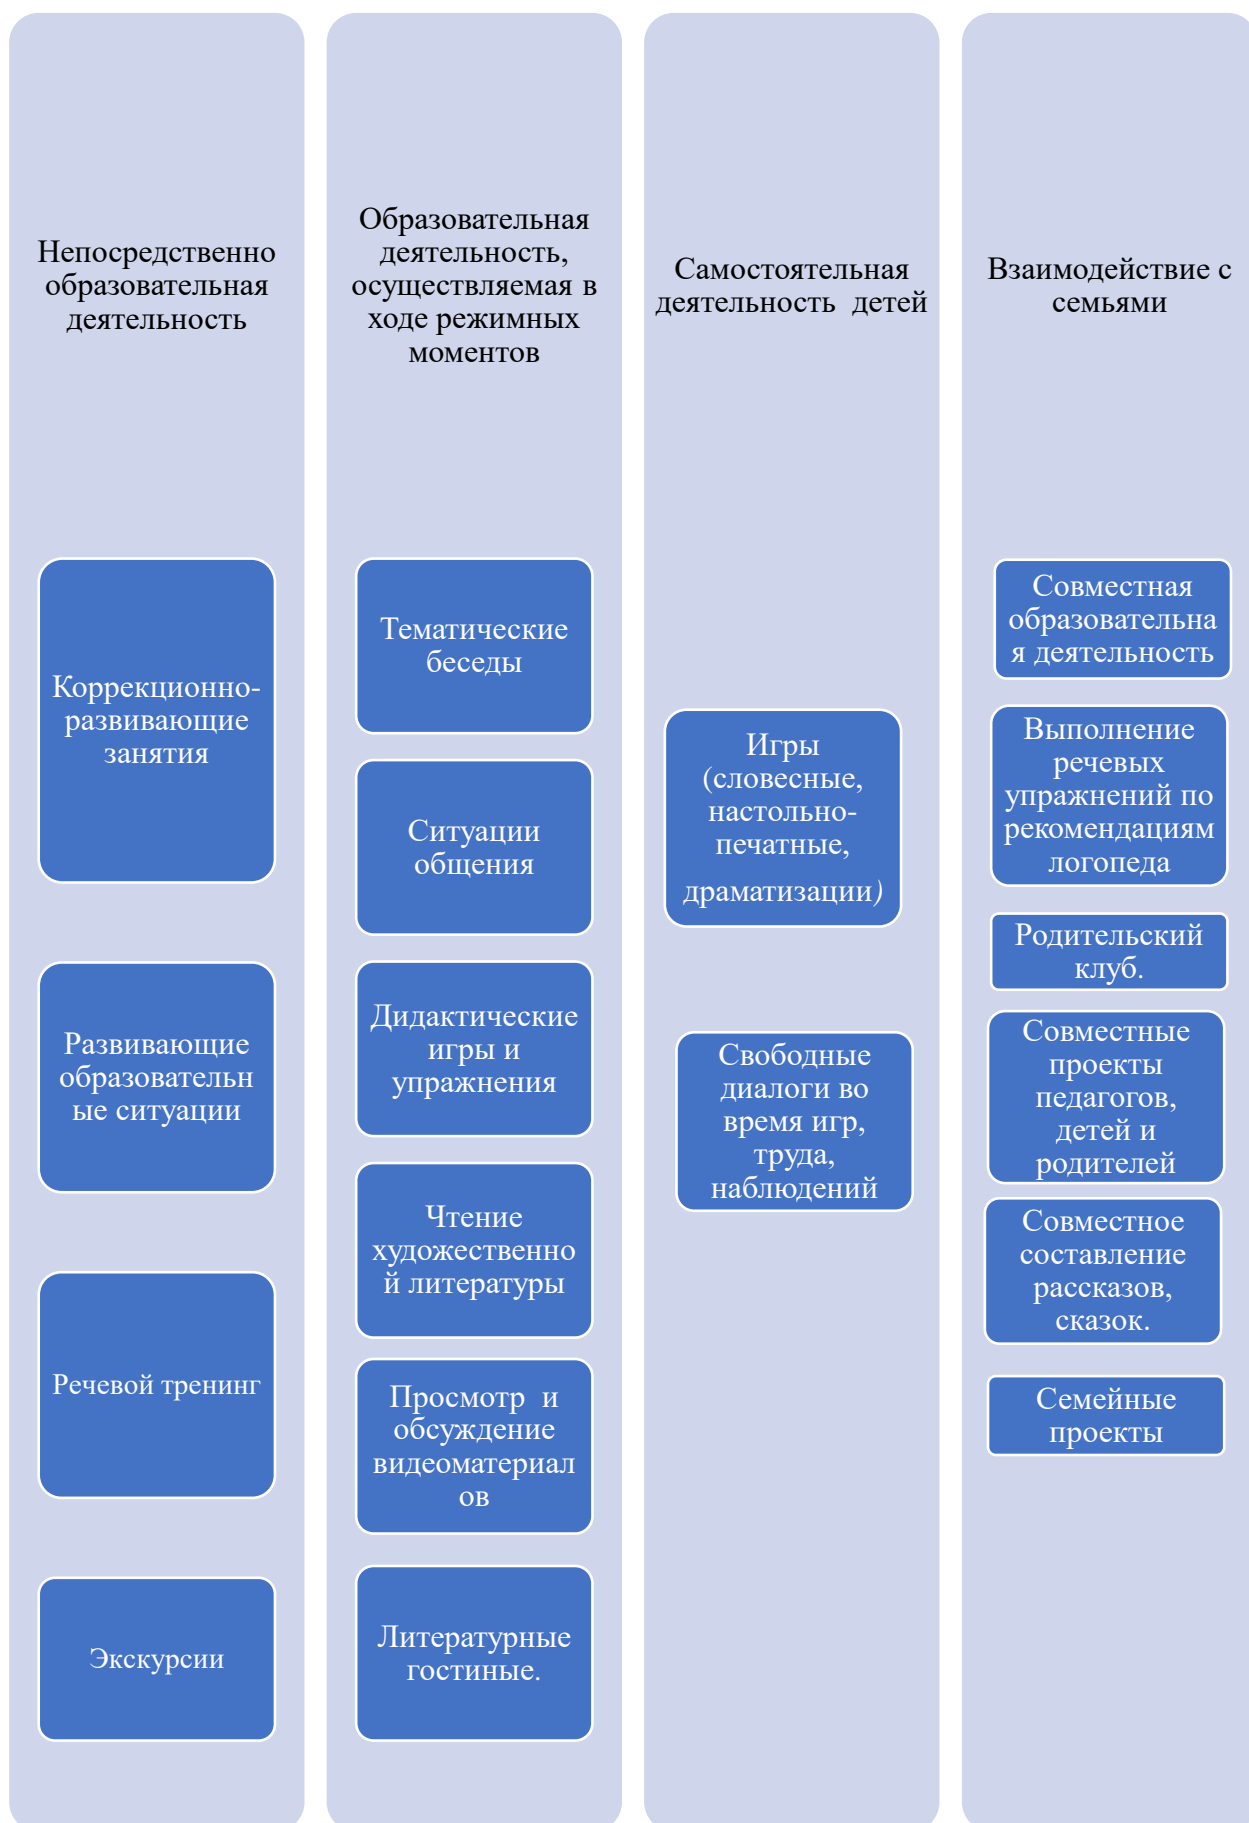 Непосредственно
образовательная
деятельность
Коррекционно-
развивающие
занятия
Развивающие
образовательн
ые ситуации
Речевой тренинг
Экскурсии
Образовательная
деятельность,
осуществляемая в
ходе режимных
моментов
Тематические
беседы
Ситуации
общения
Дидактические
игры и
упражнения
Чтение
художественно
й литературы
Просмотр и
обсуждение
видеоматериал
ов
Литературные
гостиные.
Самостоятельная
деятельность детей
Игры
(словесные,
настольно-
печатные,
драматизации)
Свободные
диалоги во
время игр,
труда,
наблюдений
Взаимодействие с
семьями
Совместная
образовательна
я деятельность
Выполнение
речевых
упражнений по
рекомендациям
логопеда
Родительский
клуб.
Совместные
проекты
педагогов,
детей и
родителей
Совместное
составление
рассказов,
сказок.
Семейные
проекты